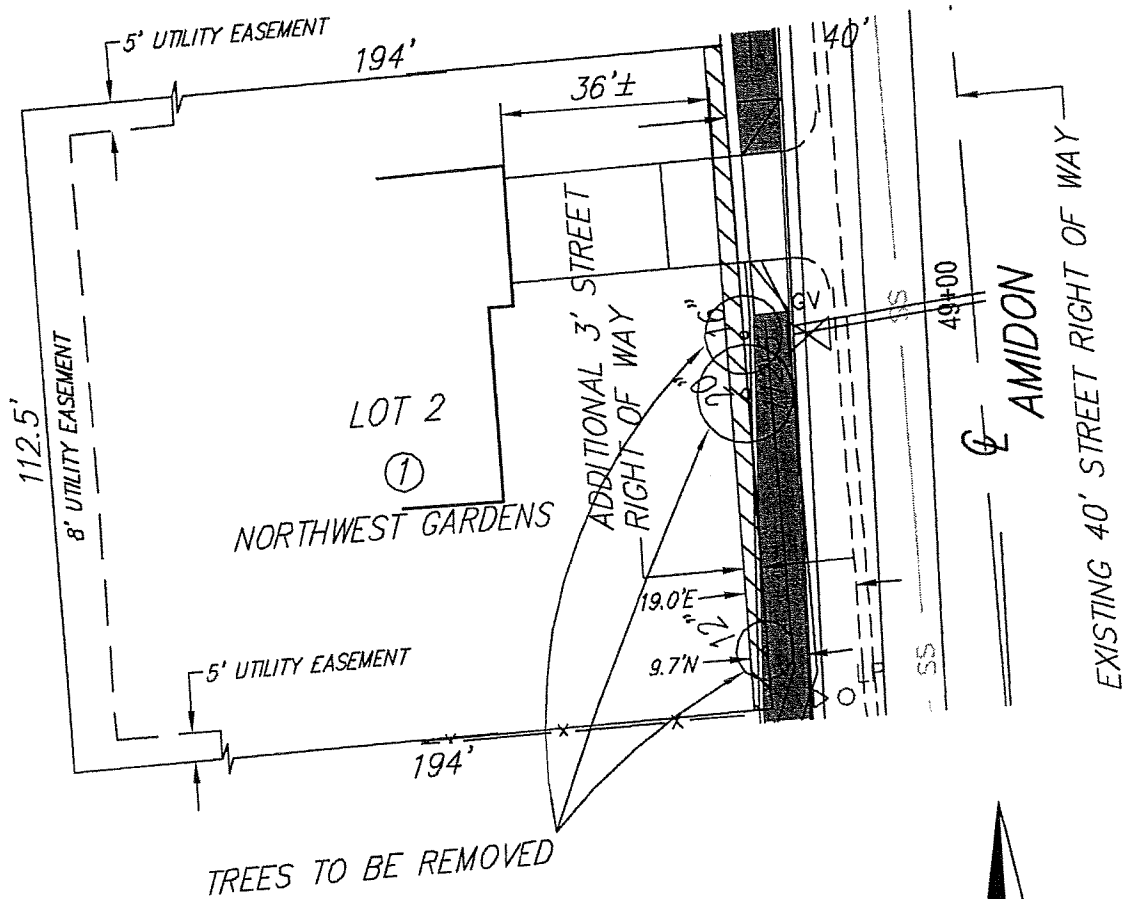 5' UTILITY EASEMENT
194'
40'
36'±
EXISTING 40' STREET RIGHT OF WAY
ADDITIONAL 3' STREET
RIGHT OF WAY
16"
GV
SS
49+00
AMIDON
20"
112.5'
8' UTILITY EASEMENT
LOT 2
1
NORTHWEST GARDENS
19.0'E
12"
9.7'N
5' UTILITY EASEMENT
LP
SS
194'
TREES TO BE REMOVED